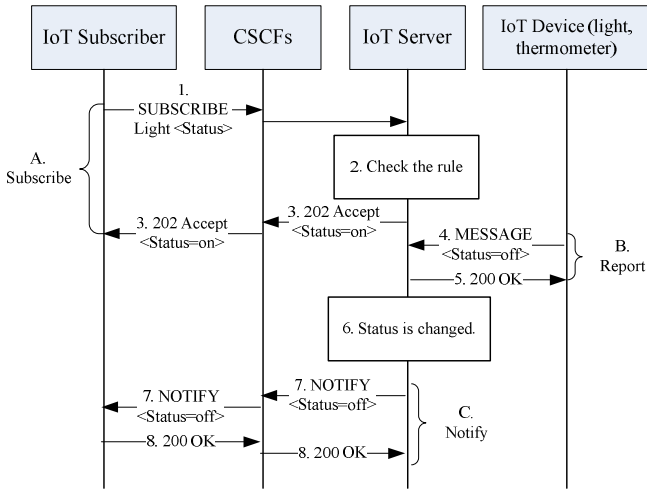 IoT Subscriber
CSCFs
IoT Server
IoT Device (light,
thermometer)
1.
SUBSCRIBE
Light <Status>
A.
Subscribe
2. Check the rule
3. 202 Accept
<Status=on>
3. 202 Accept
<Status=on>
4. MESSAGE
<Status=off>
B.
Report
5. 200 OK
6. Status is changed.
7. NOTIFY
<Status=off>
7. NOTIFY
<Status=off>
C.
Notify
8. 200 OK
8. 200 OK